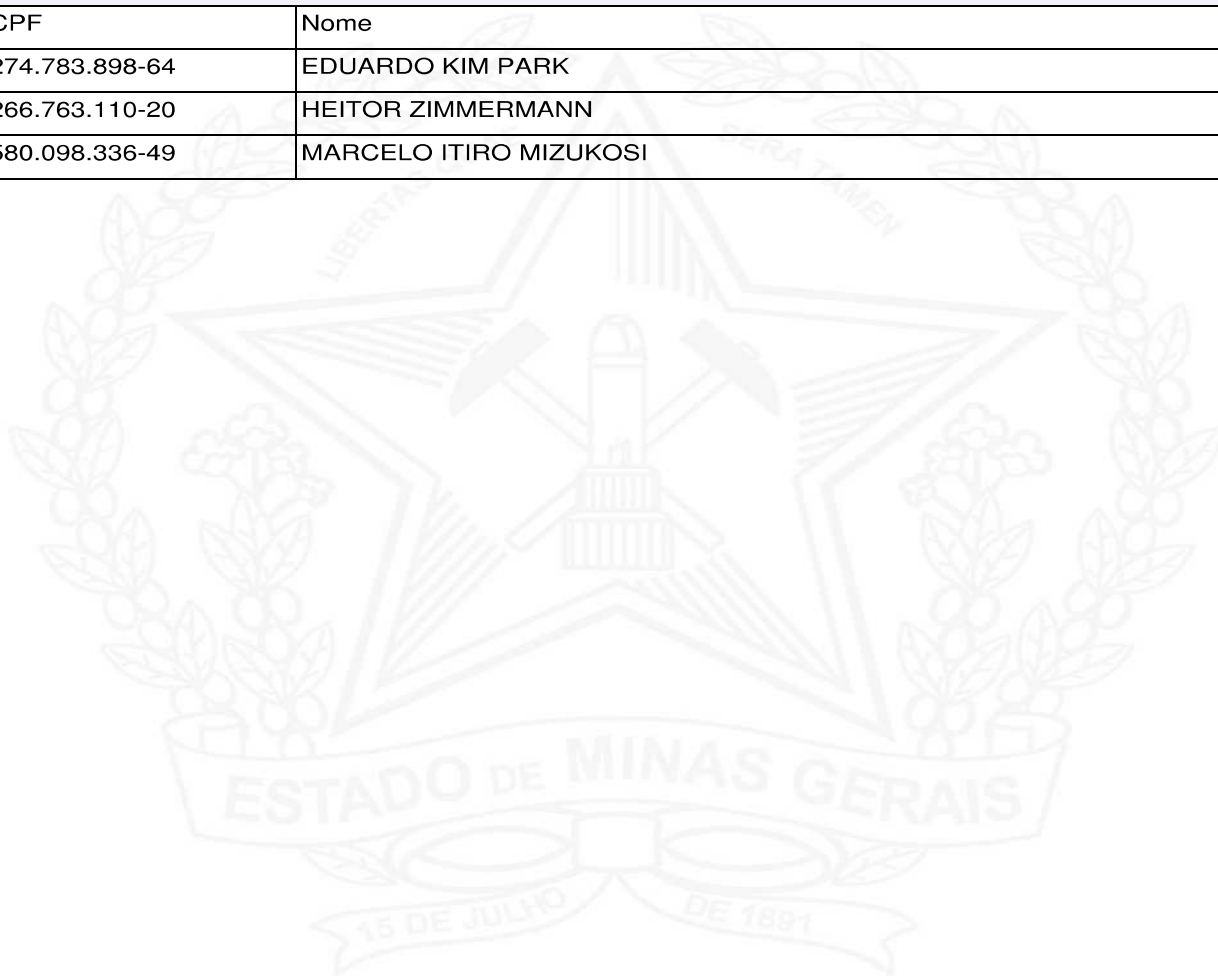 CPF Nome
274.783.898-64 EDUARDO KIM PARK
266.763.110-20 HEITOR ZIMMERMANN
580.098.336-49 MARCELO ITIRO MIZUKOSI
LIBERTAS QUÆ SERA TAMEN
ESTADO DE MINAS GERAIS
15 DE JULHO DE 1891